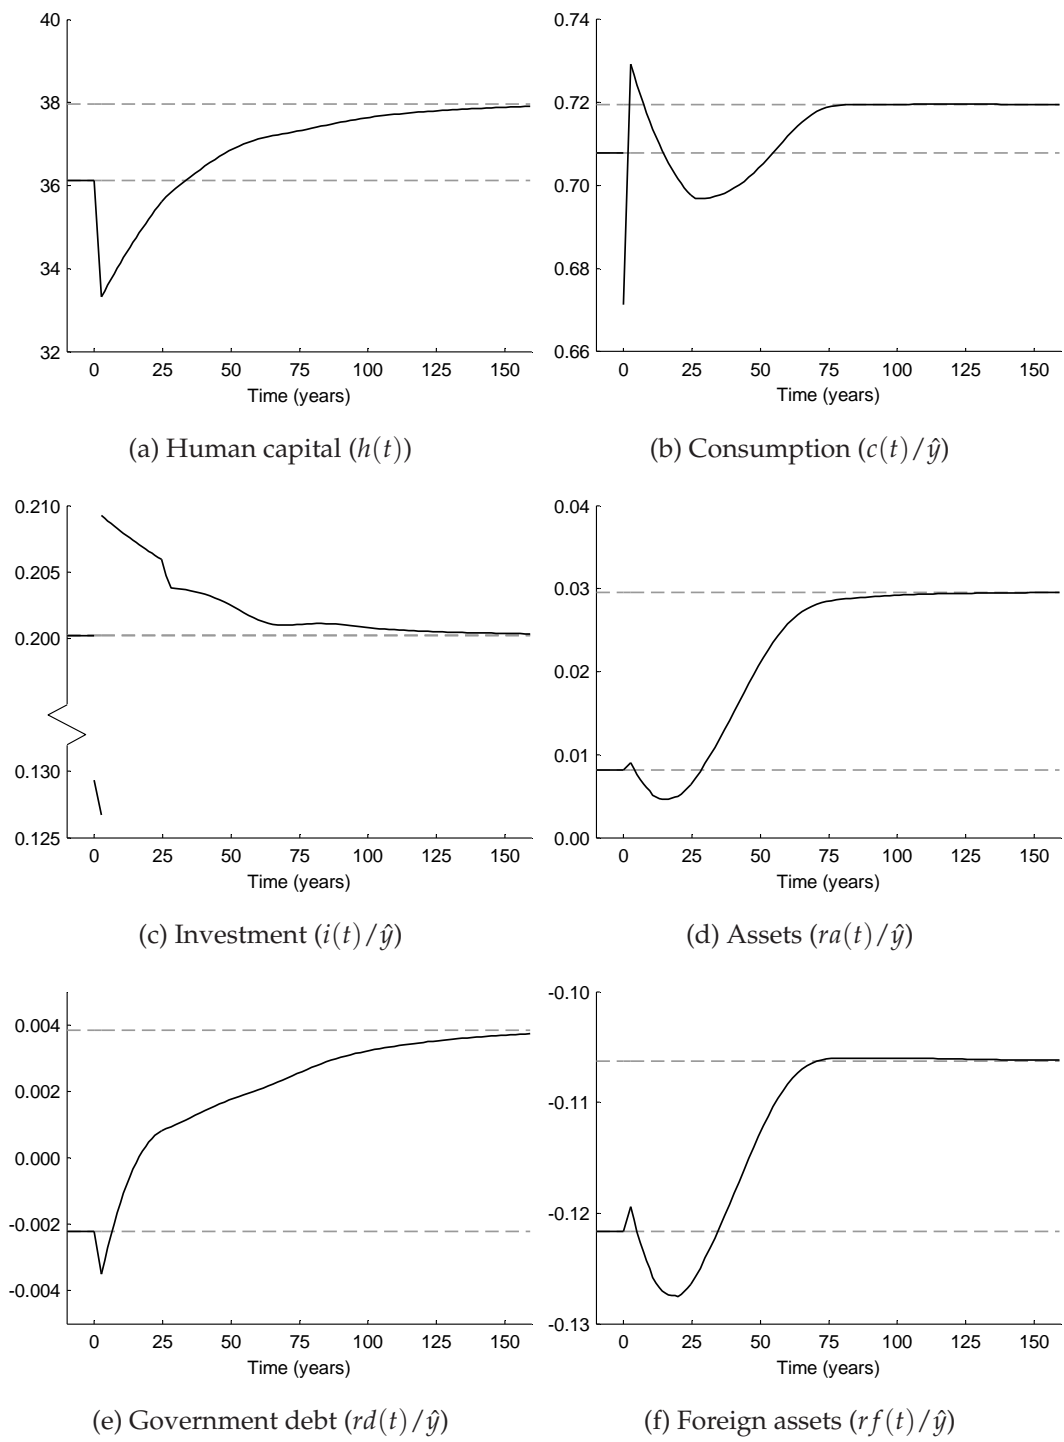 40
38
36
34
32
0 25 50 75 100 125 150
Time (years)
(a) Human capital (h(t))
0.74
0.72
0.70
0.68
0.66
0 25 50 75 100 125 150
Time (years)
(b) Consumption (c(t)/ŷ)
0.210
0.205
0.200
0.130
0.125
0 25 50 75 100 125 150
Time (years)
(c) Investment (i(t)/ŷ)
0.04
0.03
0.02
0.01
0.00
0 25 50 75 100 125 150
Time (years)
(d) Assets (ra(t)/ŷ)
0.004
0.002
0.000
-0.002
-0.004
0 25 50 75 100 125 150
Time (years)
(e) Government debt (rd(t)/ŷ)
-0.10
-0.11
-0.12
-0.13
0 25 50 75 100 125 150
Time (years)
(f) Foreign assets (rf(t)/ŷ)